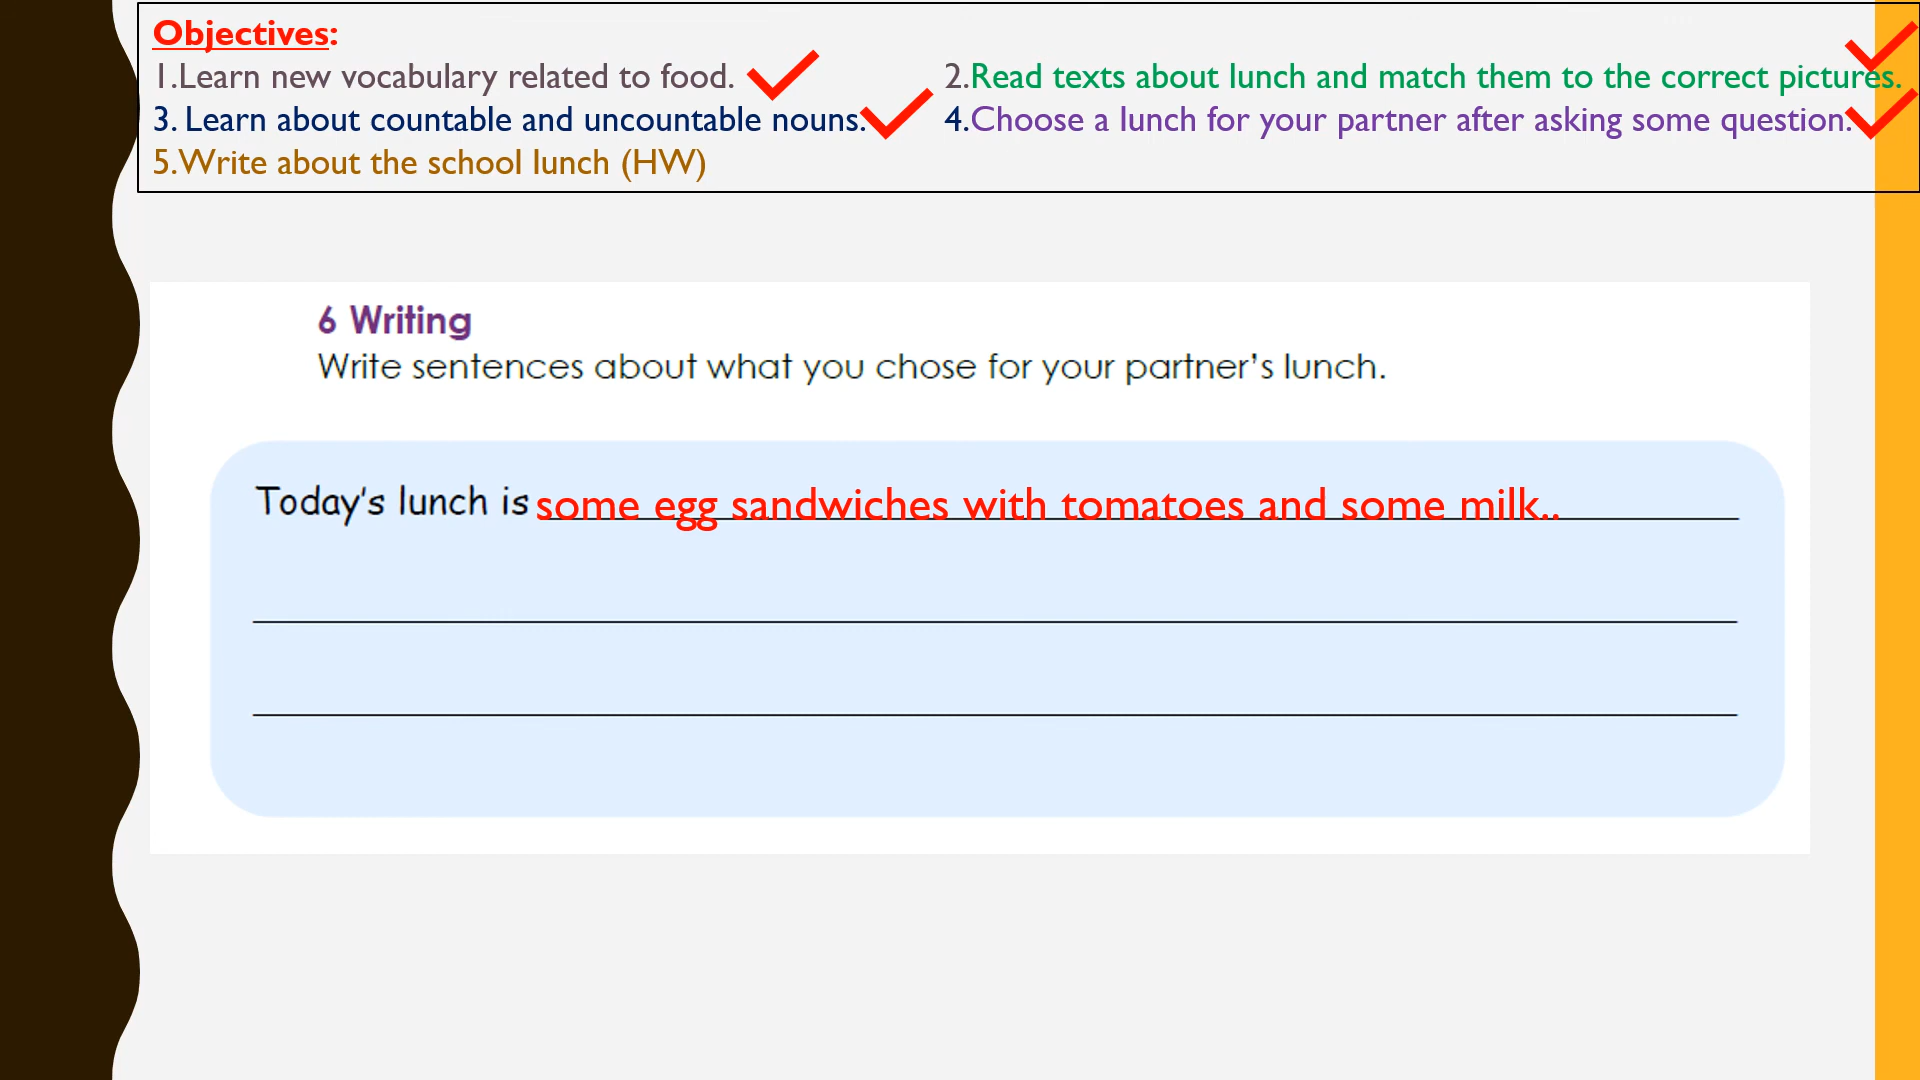 Objectives:
1.Learn new vocabulary related to food. 2.Read texts about lunch and match them to the correct pictures.
3. Learn about countable and uncountable nouns. 4.Choose a lunch for your partner after asking some question.
5.Write about the school lunch (HW)
6 Writing
Write sentences about what you chose for your partner's lunch.
Today's lunch is some egg sandwiches with tomatoes and some milk..